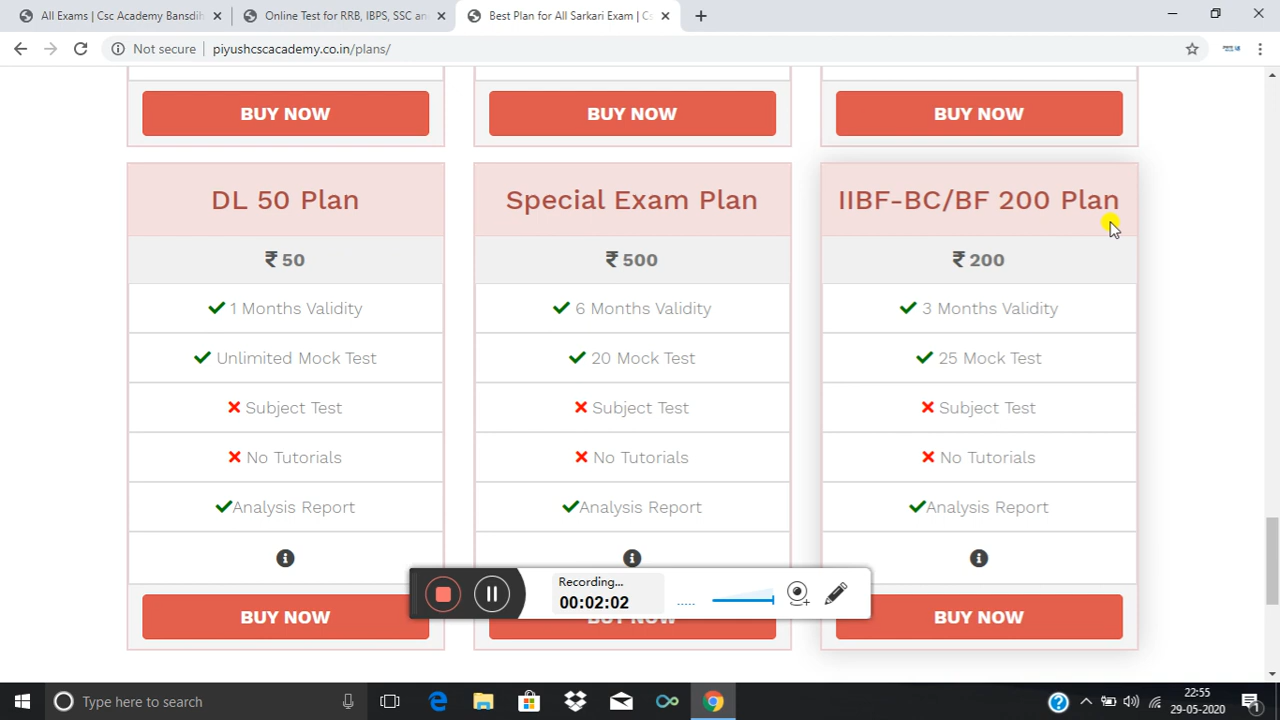 All Exams | Csc Academy Bansdih
Online Test for RRB, IBPS, SSC an
Best Plan for All Sarkari Exam | Cs
Not secure
piyushcscacademy.co.in/plans/
BUY NOW
BUY NOW
BUY NOW
DL 50 Plan
₹ 50
1 Months Validity
Unlimited Mock Test
Subject Test
No Tutorials
Analysis Report
BUY NOW
Special Exam Plan
₹ 500
6 Months Validity
20 Mock Test
Subject Test
No Tutorials
Analysis Report
BUY NOW
IIBF-BC/BF 200 Plan
₹ 200
3 Months Validity
25 Mock Test
Subject Test
No Tutorials
Analysis Report
BUY NOW
Recording...
00:02:02
Type here to search
22:55
29-05-2020
1